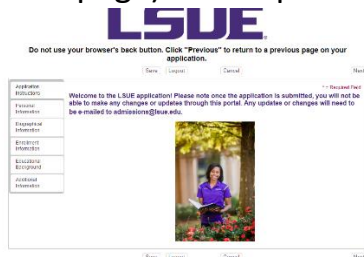 LSUE
Do not use your browser's back button. Click "Previous" to return to a previous page on your
application.
Save Logout Cancel Next
* = Required Field
Application
Instructions
Personal
Information
Biographical
Information
Enrollment
Information
Educational
Background
Additional
Information
Welcome to the LSUE application! Please note once the application is submitted, you will not be
able to make any changes or updates through this portal. Any updates or changes will need to
be e-mailed to admissions@lsue.edu.
Save Logout Cancel Next